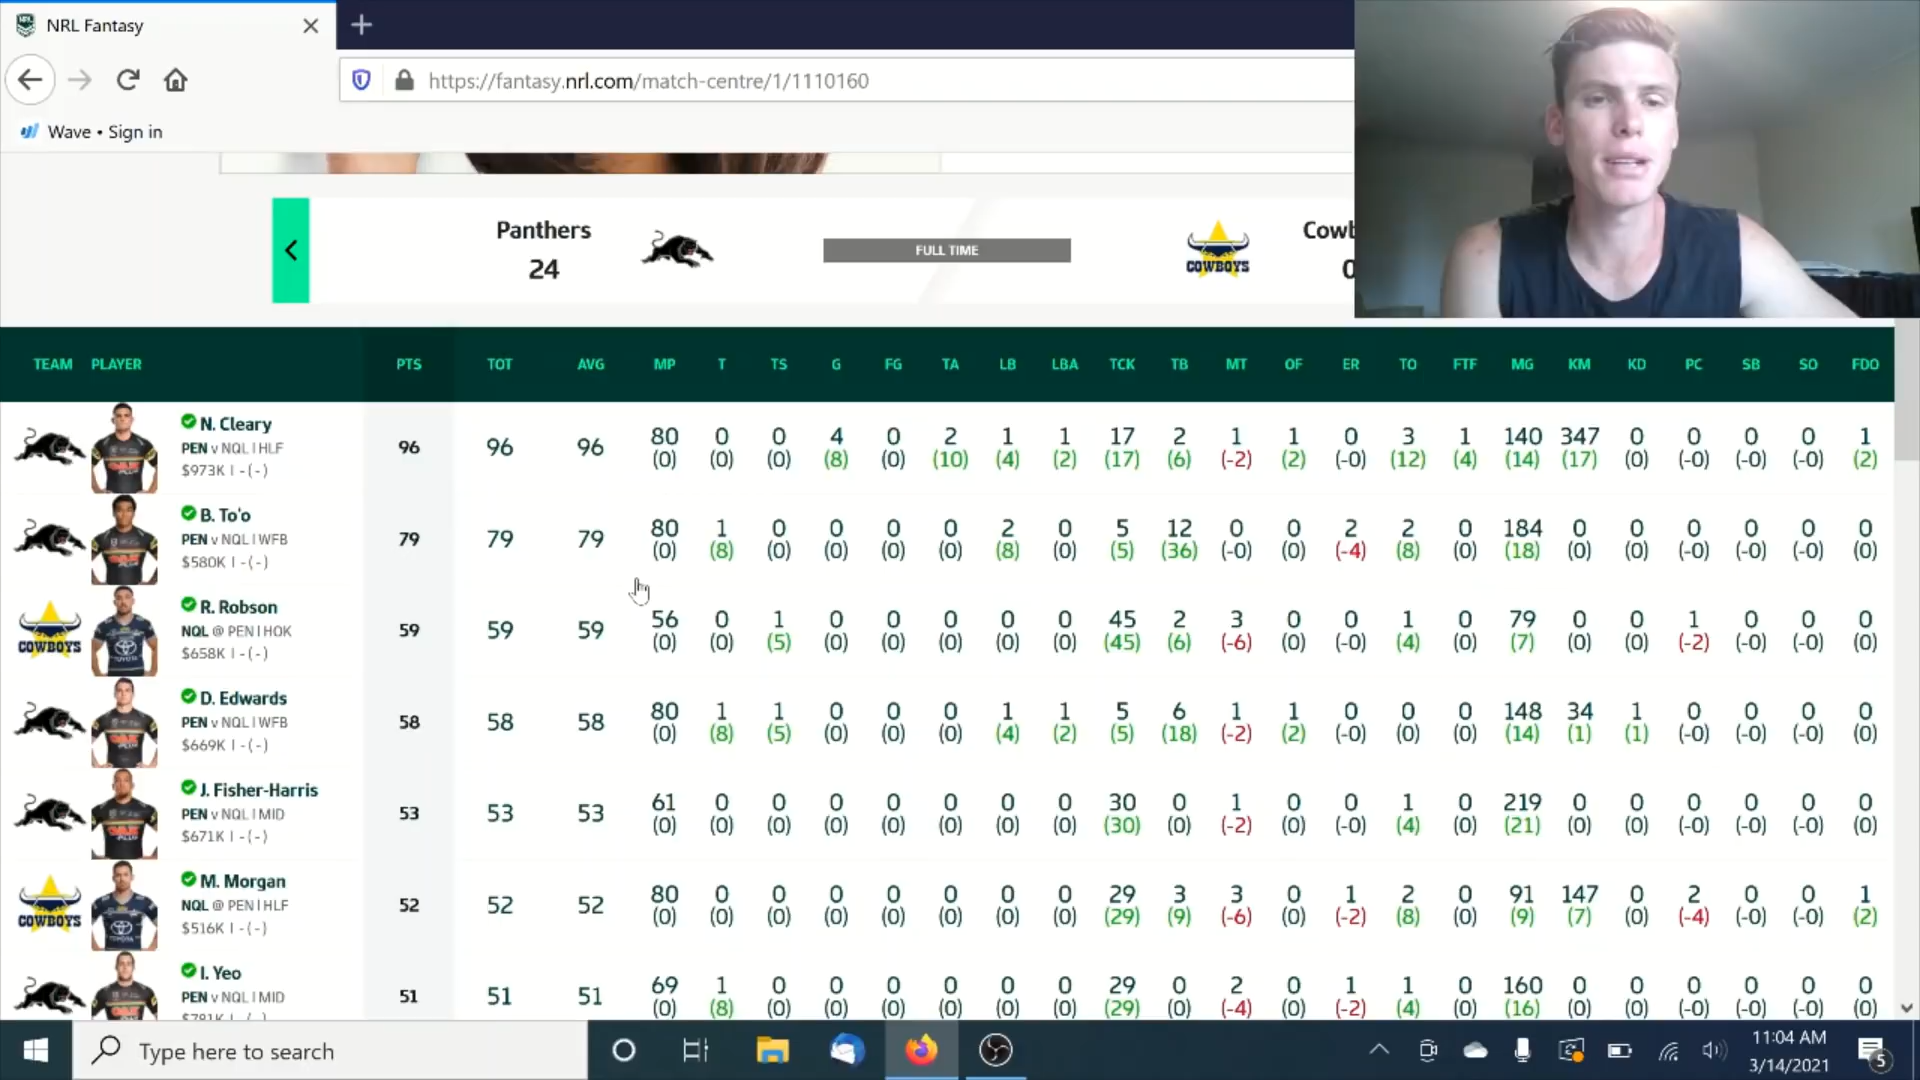 NRL Fantasy
https://fantasy.nrl.com/match-centre/1/1110160
Wave • Sign in
Panthers
24
FULL TIME
COWBOYS
Cowb
0
TEAM PLAYER PTS TOT AVG MP T TS G FG TA LB LBA TCK TB MT OF ER TO FTF MG KM KD PC SB SO FDO
N. Cleary
PEN v NQL | HLF
$973K | - (-)
96 96 96 80 0 0 4 0 2 1 1 17 2 1 1 0 3 1 140 347 0 0 0 0 1
(0) (0) (0) (8) (0) (10) (4) (2) (17) (6) (-2) (2) (-0) (12) (4) (14) (17) (0) (-0) (-0) (-0) (2)
B. To'o
PEN v NQL | WFB
$580K | - (-)
79 79 79 80 1 0 0 0 0 2 0 5 12 0 0 2 2 0 184 0 0 0 0 0 0
(0) (8) (0) (0) (0) (0) (8) (0) (5) (36) (-0) (0) (-4) (8) (0) (18) (0) (0) (-0) (-0) (-0) (0)
COWBOYS
R. Robson
NQL @ PEN | HOK
$658K | - (-)
59 59 59 56 0 1 0 0 0 0 0 45 2 3 0 0 1 0 79 0 0 1 0 0 0
(0) (0) (5) (0) (0) (0) (0) (0) (45) (6) (-6) (0) (-0) (4) (0) (7) (0) (0) (-2) (-0) (-0) (0)
D. Edwards
PEN v NQL | WFB
$669K | - (-)
58 58 58 80 1 1 0 0 0 1 1 5 6 1 1 0 0 0 148 34 1 0 0 0 0
(0) (8) (5) (0) (0) (0) (4) (2) (5) (18) (-2) (2) (-0) (0) (0) (14) (1) (1) (-0) (-0) (-0) (0)
J. Fisher-Harris
PEN v NQL | MID
$671K | - (-)
53 53 53 61 0 0 0 0 0 0 0 30 0 1 0 0 1 0 219 0 0 0 0 0 0
(0) (0) (0) (0) (0) (0) (0) (0) (30) (0) (-2) (0) (-0) (4) (0) (21) (0) (0) (-0) (-0) (-0) (0)
COWBOYS
M. Morgan
NQL @ PEN | HLF
$516K | - (-)
52 52 52 80 0 0 0 0 0 0 0 29 3 3 0 1 2 0 91 147 0 2 0 0 1
(0) (0) (0) (0) (0) (0) (0) (0) (29) (9) (-6) (0) (-2) (8) (0) (9) (7) (0) (-4) (-0) (-0) (2)
I. Yeo
PEN v NQL | MID
51 51 51 69 1 0 0 0 0 0 0 29 0 2 0 1 1 0 160 0 0 0 0 0 0
(0) (8) (0) (0) (0) (0) (0) (0) (29) (0) (-4) (0) (-2) (4) (0) (16) (0) (0) (-0) (-0) (-0) (0)
Type here to search
11:04 AM
3/14/2021
5